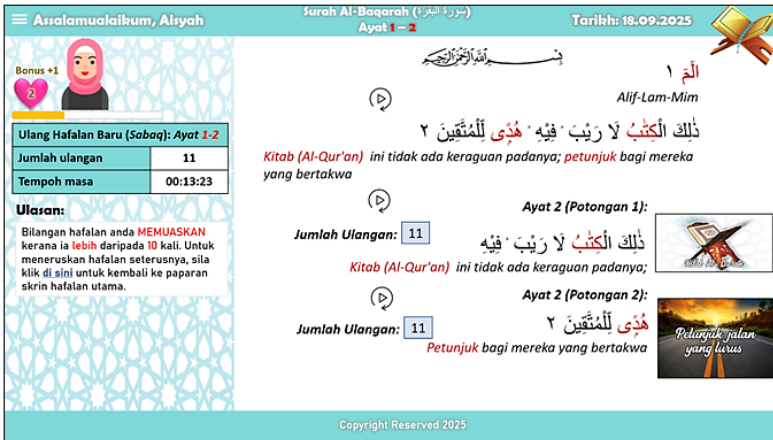 Assalamualaikum, Aisyah
Surah Al-Baqarah (سورة البقرة)
Ayat 1 – 2
Tarikh: 18.09.2025
Bonus +1
2
Ulang Hafalan Baru (Sabaq): Ayat 1-2
Jumlah ulangan 11
Tempoh masa 00:13:23
Ulasan:
Bilangan hafalan anda MEMUASKAN
kerana ia lebih daripada 10 kali. Untuk
meneruskan hafalan seterusnya, sila
klik di sini untuk kembali ke paparan
skrin hafalan utama.
بِسْمِ اللَّهِ الرَّحْمَٰنِ الرَّحِيمِ
الٓمٓ ١
Alif-Lam-Mim
ذٰلِكَ الْكِتٰبُ لَا رَيْبَ ۛ فِيْهِ ۛ هُدًى لِّلْمُتَّقِينَ ٢
Kitab (Al-Qur'an) ini tidak ada keraguan padanya; petunjuk bagi mereka
yang bertakwa
Ayat 2 (Potongan 1):
Jumlah Ulangan: 11
ذٰلِكَ الْكِتٰبُ لَا رَيْبَ ۛ فِيْهِ
Kitab (Al-Qur'an) ini tidak ada keraguan padanya;
Ayat 2 (Potongan 2):
Jumlah Ulangan: 11
هُدًى لِّلْمُتَّقِينَ ٢
Petunjuk bagi mereka yang bertakwa
Petunjuk jalan
yang lurus
Copyright Reserved 2025